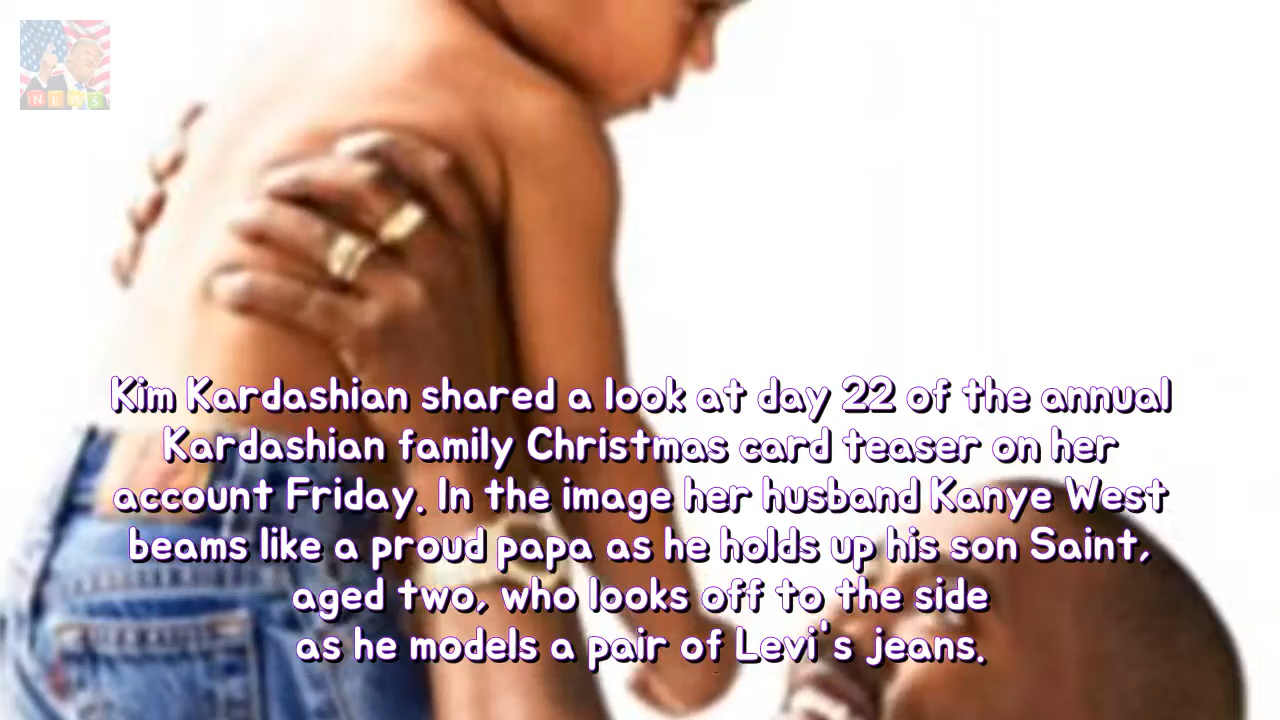 NEWS
Kim Kardashian shared a look at day 22 of the annual
Kardashian family Christmas card teaser on her
account Friday. In the image her husband Kanye West
beams like a proud papa as he holds up his son Saint,
aged two, who looks off to the side
as he models a pair of Levi's jeans.